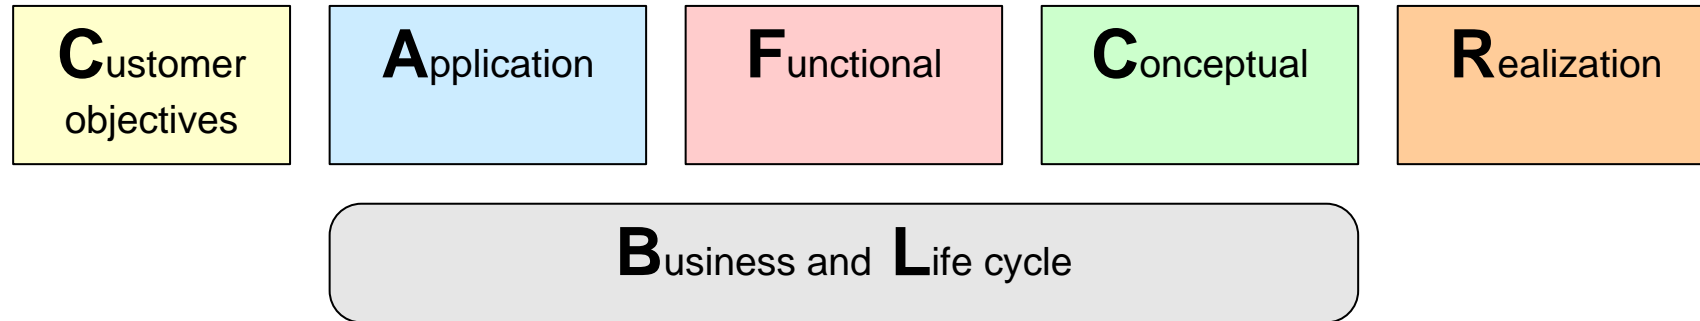 Customer
objectives
Application
Functional
Conceptual
Realization
Business and Life cycle